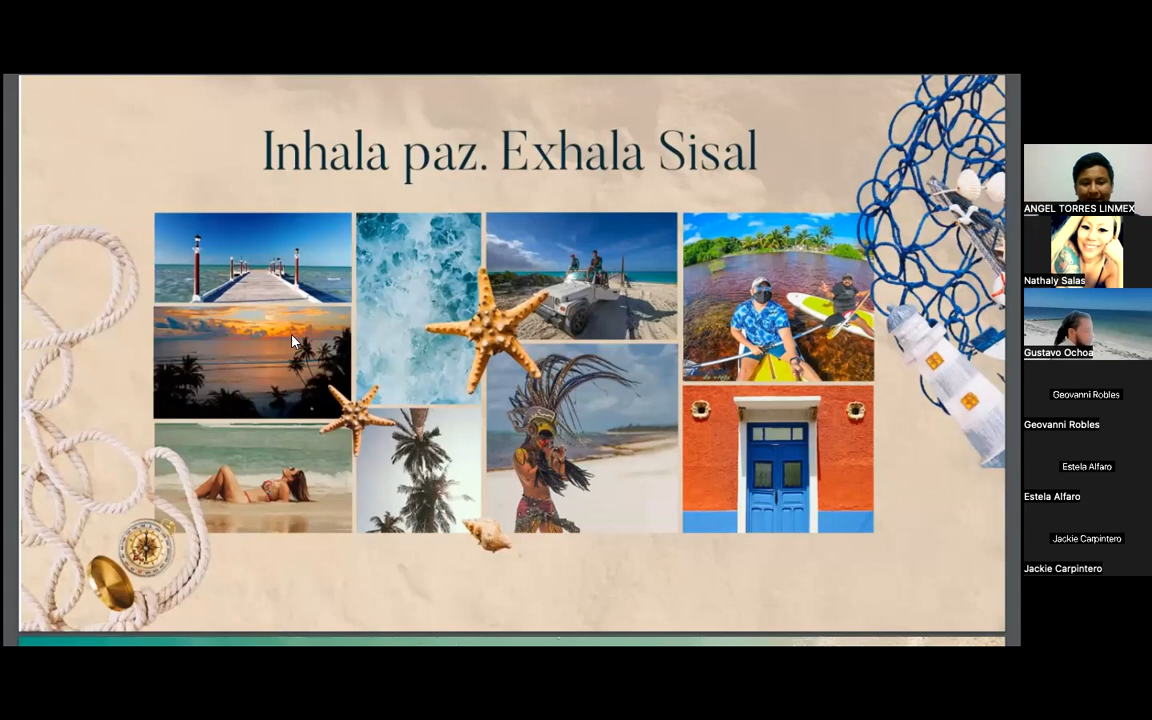 Inhala paz. Exhala Sisal
ANGEL TORRES LINMEX
Nathaly Salas
Gustavo Ochoa
Geovanni Robles
Geovanni Robles
Estela Alfaro
Estela Alfaro
Jackie Carpintero
Jackie Carpintero